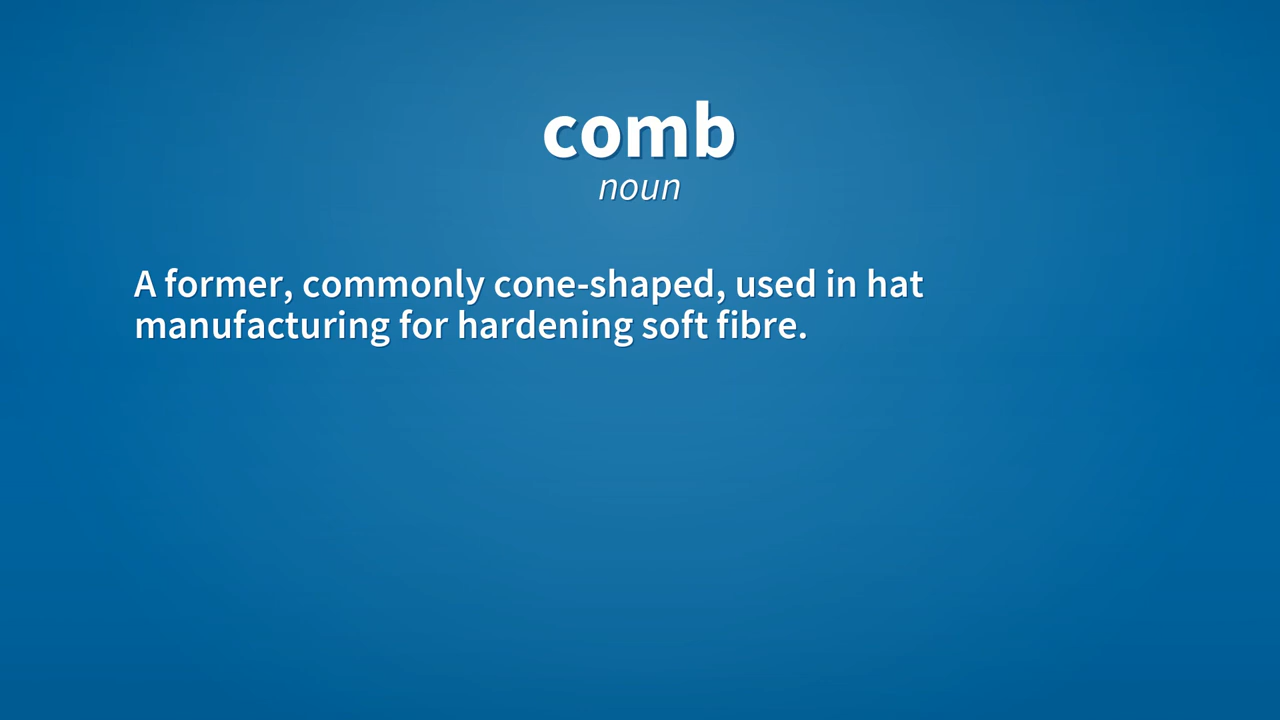 comb
noun
A former, commonly cone-shaped, used in hat
manufacturing for hardening soft fibre.